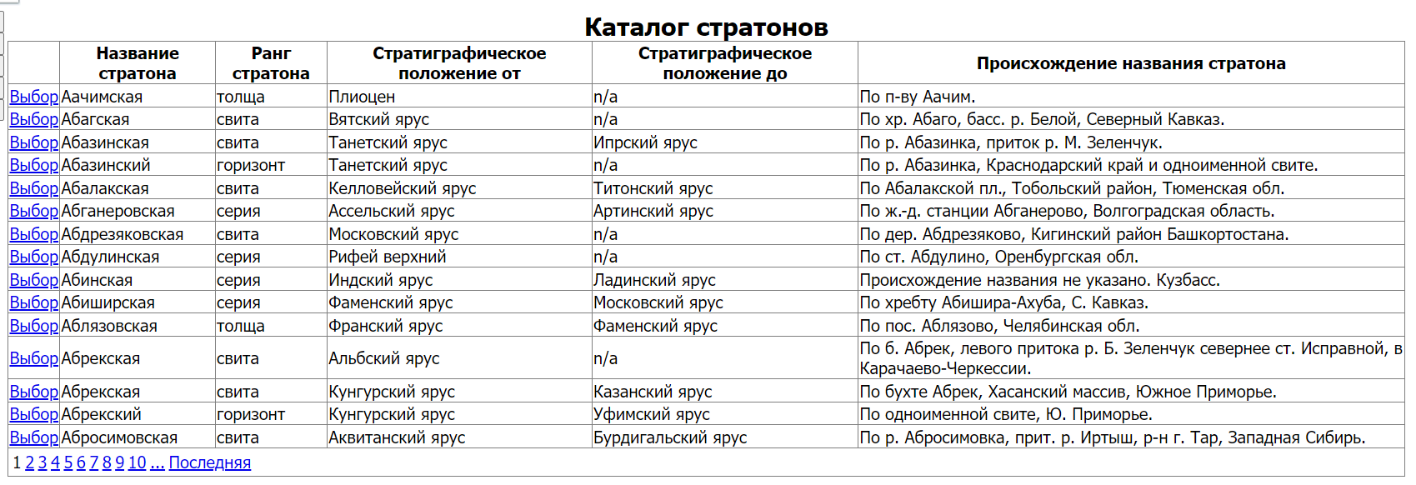 Каталог стратонов
Название стратона Ранг стратона Стратиграфическое положение от Стратиграфическое положение до Происхождение названия стратона
Выбор Аачимская толща Плиоцен n/a По п-ву Аачим.
Выбор Абагская свита Вятский ярус n/a По хр. Абаго, басс. р. Белой, Северный Кавказ.
Выбор Абазинская свита Танетский ярус Ипрский ярус По р. Абазинка, приток р. М. Зеленчук.
Выбор Абазинский горизонт Танетский ярус n/a По р. Абазинка, Краснодарский край и одноименной свите.
Выбор Абалакская свита Келловейский ярус Титонский ярус По Абалакской пл., Тобольский район, Тюменская обл.
Выбор Абганеровская серия Ассельский ярус Артинский ярус По ж.-д. станции Абганерово, Волгоградская область.
Выбор Абдрезяковская свита Московский ярус n/a По дер. Абдрезяково, Кигинский район Башкортостана.
Выбор Абдулинская серия Рифей верхний n/a По ст. Абдулино, Оренбургская обл.
Выбор Абинская серия Индский ярус Ладинский ярус Происхождение названия не указано. Кузбасс.
Выбор Абиширская серия Фаменский ярус Московский ярус По хребту Абишира-Ахуба, С. Кавказ.
Выбор Аблязовская толща Франский ярус Фаменский ярус По пос. Аблязово, Челябинская обл.
Выбор Абрекская свита Альбский ярус n/a По б. Абрек, левого притока р. Б. Зеленчук севернее ст. Исправной, в
Карачаево-Черкессии.
Выбор Абрекская свита Кунгурский ярус Казанский ярус По бухте Абрек, Хасанский массив, Южное Приморье.
Выбор Абрекский горизонт Кунгурский ярус Уфимский ярус По одноименной свите, Ю. Приморье.
Выбор Абросимовская свита Аквитанский ярус Бурдигальский ярус По р. Абросимовка, прит. р. Иртыш, р-н г. Тар, Западная Сибирь.
1 2 3 4 5 6 7 8 9 10 ... Последняя